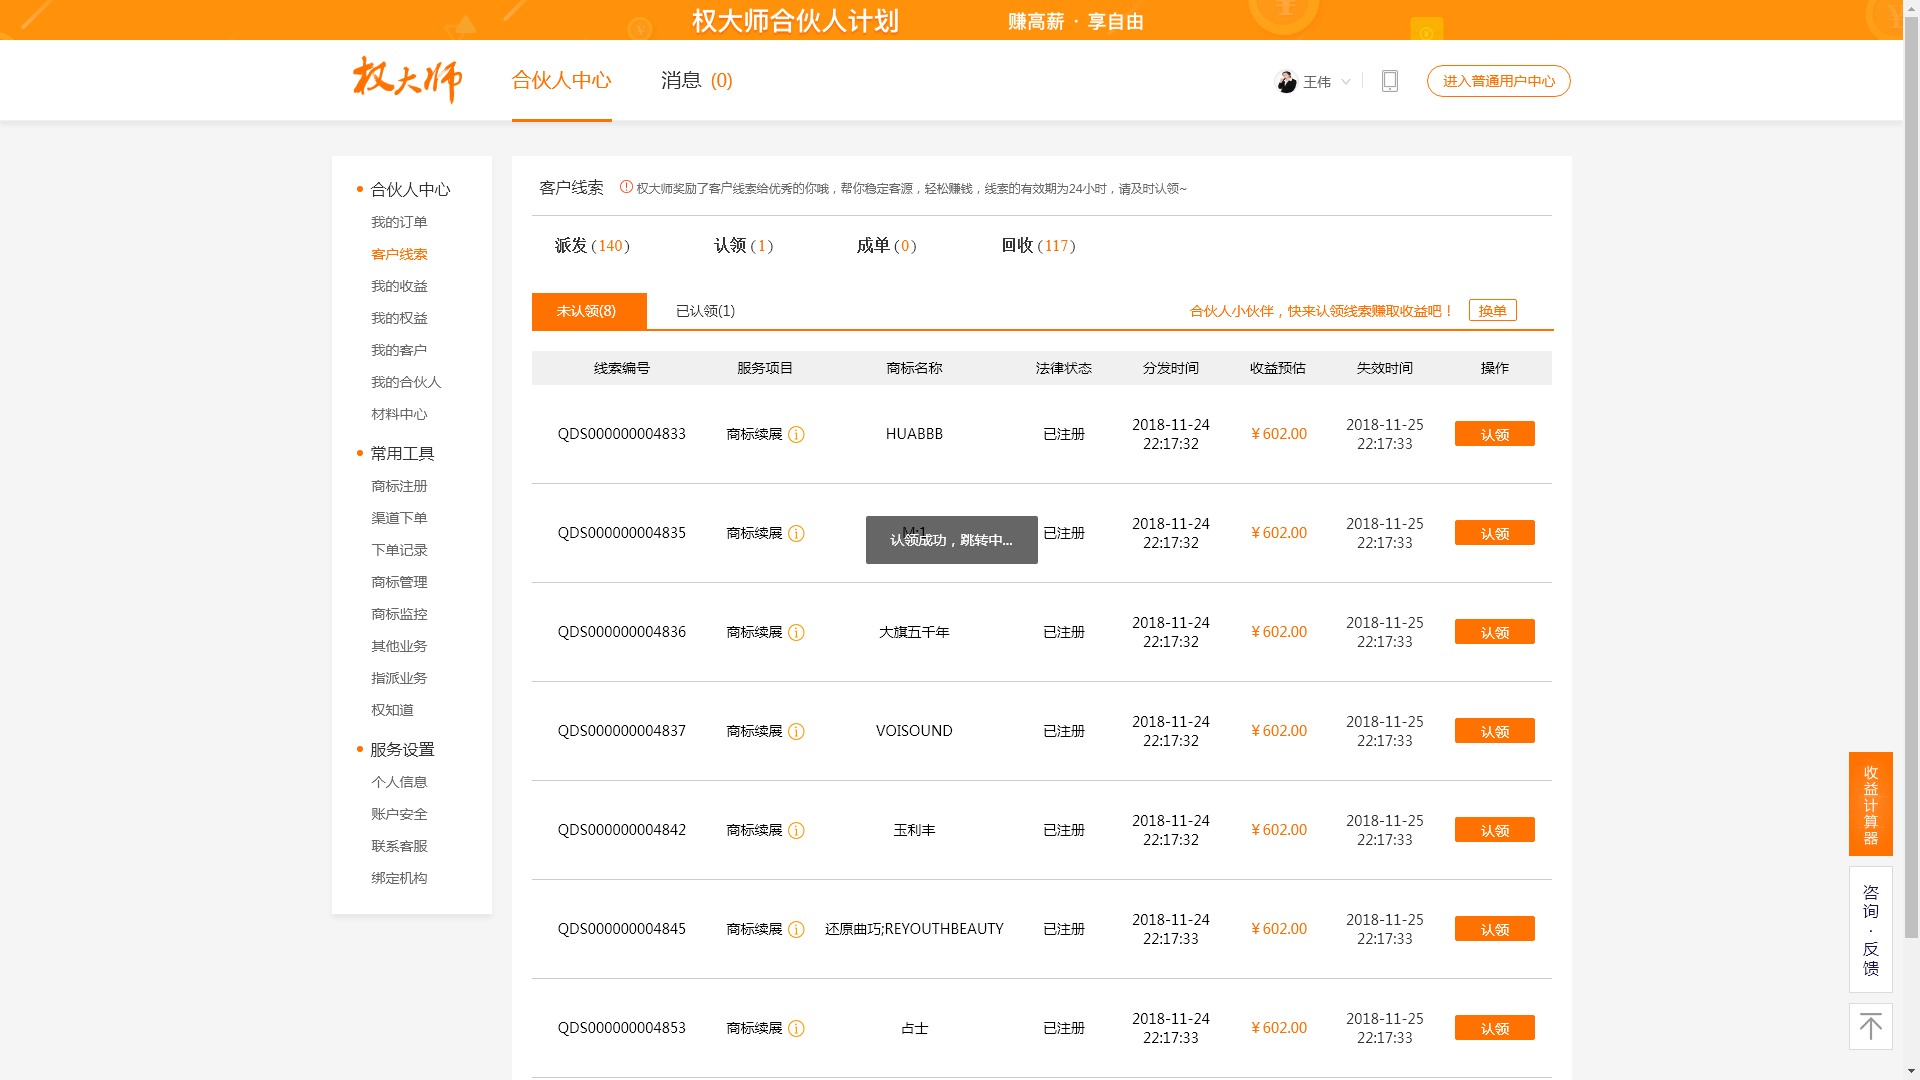 权大师合伙人计划 赚高薪 · 享自由
权大师 合伙人中心 消息 (0) 王伟 进入普通用户中心
合伙人中心
我的订单
客户线索
我的收益
我的权益
我的客户
我的合伙人
材料中心
常用工具
商标注册
渠道下单
下单记录
商标管理
商标监控
其他业务
指派业务
权知道
服务设置
个人信息
账户安全
联系客服
绑定机构
客户线索 权大师奖励了客户线索给优秀的你哦，帮你稳定客源，轻松赚钱，线索的有效期为24小时，请及时认领~
派发 (140) 认领 (1) 成单 (0) 回收 (117)
未认领(8) 已认领(1) 合伙人小伙伴，快来认领线索赚取收益吧！ 换单
线索编号 服务项目 商标名称 法律状态 分发时间 收益预估 失效时间 操作
QDS000000004833 商标续展 HUABBB 已注册 2018-11-24 22:17:32 ￥602.00 2018-11-25 22:17:33 认领
QDS000000004835 商标续展 已注册 2018-11-24 22:17:32 ￥602.00 2018-11-25 22:17:33 认领
认领成功，跳转中...
QDS000000004836 商标续展 大旗五千年 已注册 2018-11-24 22:17:32 ￥602.00 2018-11-25 22:17:33 认领
QDS000000004837 商标续展 VOISOUND 已注册 2018-11-24 22:17:32 ￥602.00 2018-11-25 22:17:33 认领
QDS000000004842 商标续展 玉利丰 已注册 2018-11-24 22:17:32 ￥602.00 2018-11-25 22:17:33 认领
QDS000000004845 商标续展 还原曲巧;REYOUTHBEAUTY 已注册 2018-11-24 22:17:33 ￥602.00 2018-11-25 22:17:33 认领
QDS000000004853 商标续展 占士 已注册 2018-11-24 22:17:33 ￥602.00 2018-11-25 22:17:33 认领
收益计算器
咨询·反馈